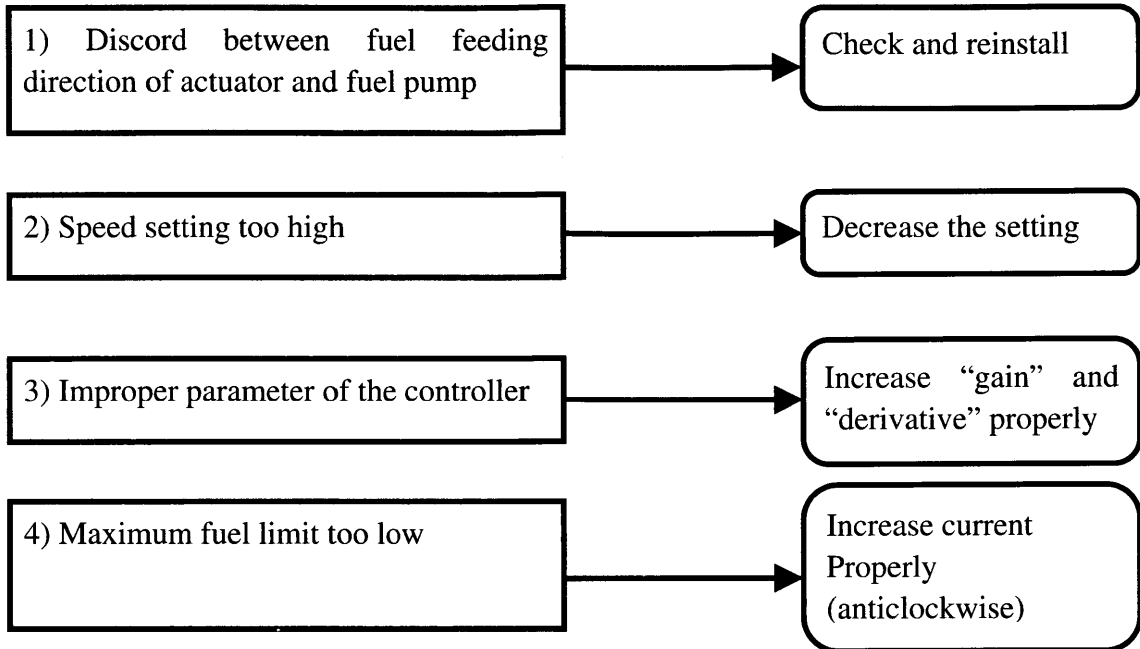 1) Discord between fuel feeding
direction of actuator and fuel pump
Check and reinstall
2) Speed setting too high
Decrease the setting
3) Improper parameter of the controller
Increase “gain” and
“derivative” properly
4) Maximum fuel limit too low
Increase current
Properly
(anticlockwise)